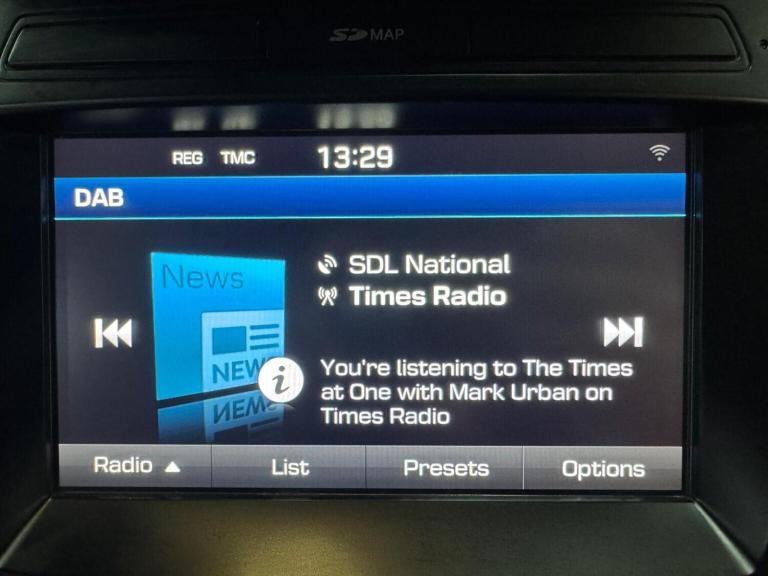 SD MAP
REG TMC 13:29
DAB
News
NEWS
SDL National
Times Radio
You're listening to The Times
at One with Mark Urban on
Times Radio
Radio List Presets Options